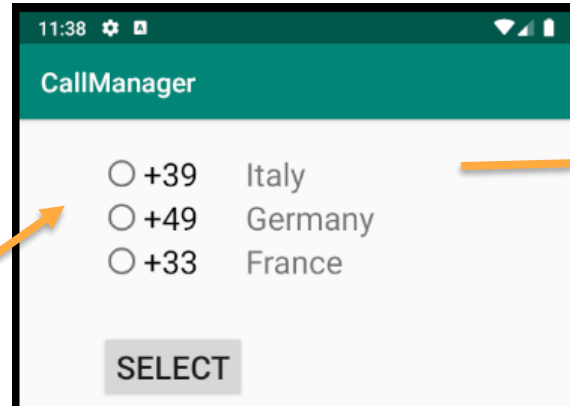 11:38 A
CallManager
+39 Italy
+49 Germany
+33 France
SELECT